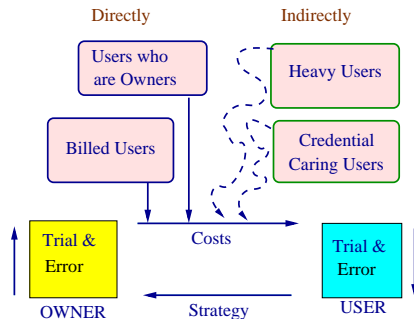 Directly
Indirectly
Users who
are Owners
Heavy Users
Billed Users
Credential
Caring Users
Trial &
Error
Costs
Trial &
Error
OWNER
Strategy
USER